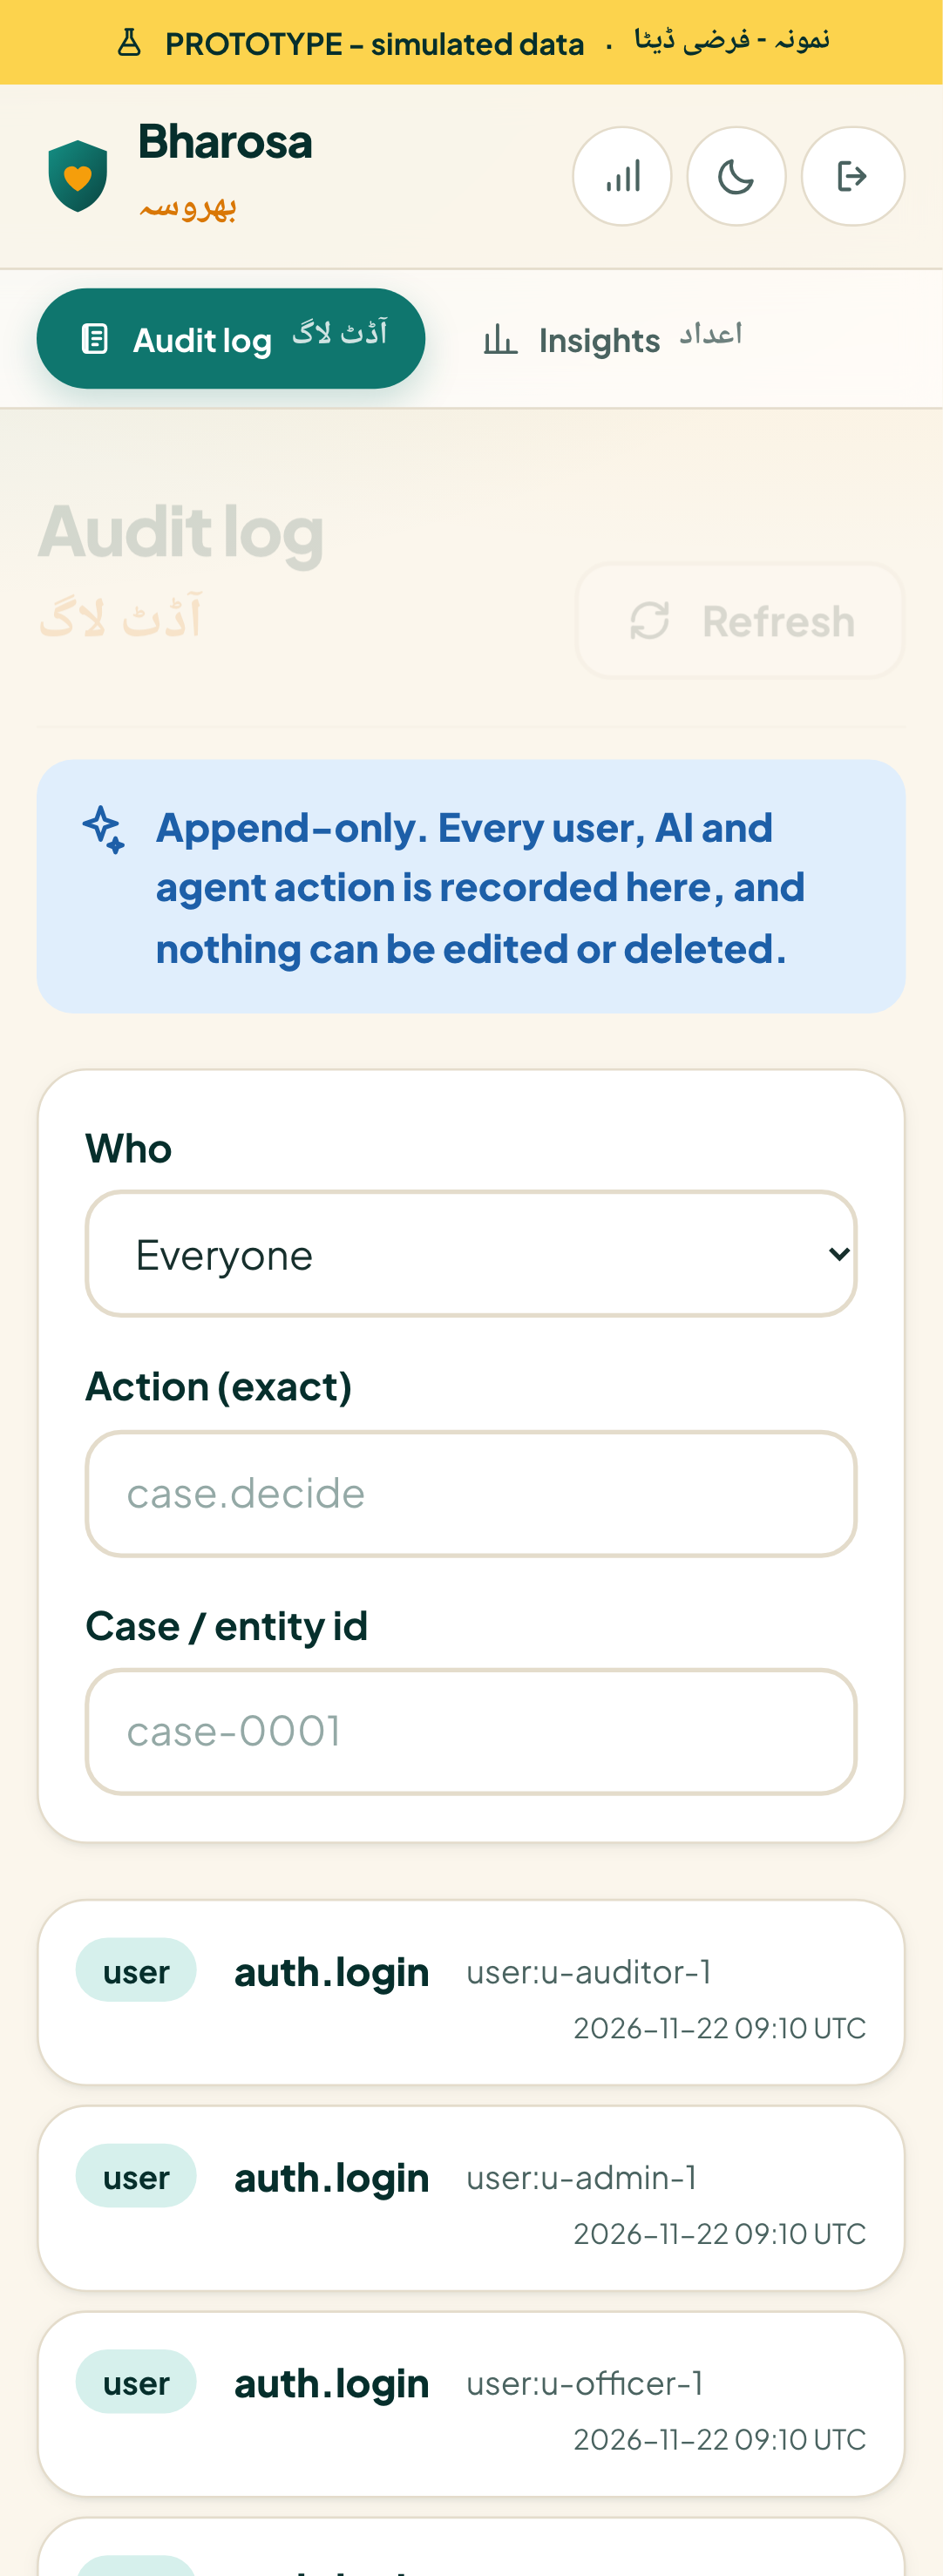 PROTOTYPE – simulated data · نمونہ - فرضی ڈیٹا
Bharosa
بھروسہ
Audit log آڈٹ لاگ Insights اعداد
Audit log
آڈٹ لاگ
Refresh
Append-only. Every user, AI and
agent action is recorded here, and
nothing can be edited or deleted.
Who
Everyone
Action (exact)
case.decide
Case / entity id
case-0001
user auth.login user:u-auditor-1
2026-11-22 09:10 UTC
user auth.login user:u-admin-1
2026-11-22 09:10 UTC
user auth.login user:u-officer-1
2026-11-22 09:10 UTC